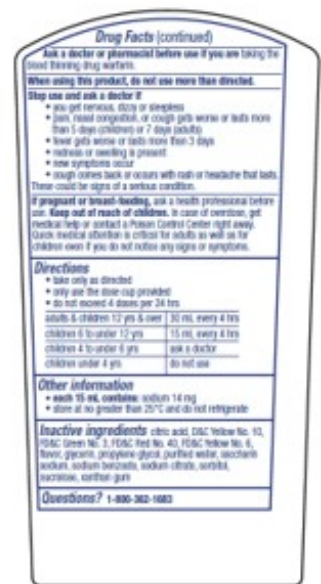 Drug Facts (continued)
Ask a doctor or pharmacist before use if you are taking the
blood thinning drug warfarin.
When using this product, do not use more than directed.
Stop use and ask a doctor if
• you get nervous, dizzy or sleepless
• pain, nasal congestion, or cough gets worse or lasts more
than 5 days (children) or 7 days (adults)
• fever gets worse or lasts more than 3 days
• redness or swelling is present
• new symptoms occur
• cough comes back or occurs with rash or headache that lasts.
These could be signs of a serious condition.
If pregnant or breast-feeding, ask a health professional before
use. Keep out of reach of children. In case of overdose, get
medical help or contact a Poison Control Center right away.
Quick medical attention is critical for adults as well as for
children even if you do not notice any signs or symptoms.
Directions
• take only as directed
• only use the dose cup provided
• do not exceed 4 doses per 24 hrs
adults & children 12 yrs & over 30 mL every 4 hrs
children 6 to under 12 yrs 15 mL every 4 hrs
children 4 to under 6 yrs ask a doctor
children under 4 yrs do not use
Other information
• each 15 mL contains: sodium 14 mg
• store at no greater than 25°C and do not refrigerate
Inactive ingredients citric acid, D&C Yellow No. 10,
FD&C Green No. 3, FD&C Red No. 40, FD&C Yellow No. 6,
flavor, glycerin, propylene glycol, purified water, saccharin
sodium, sodium benzoate, sodium citrate, sorbitol,
sucralose, xanthan gum
Questions? 1-800-362-1683